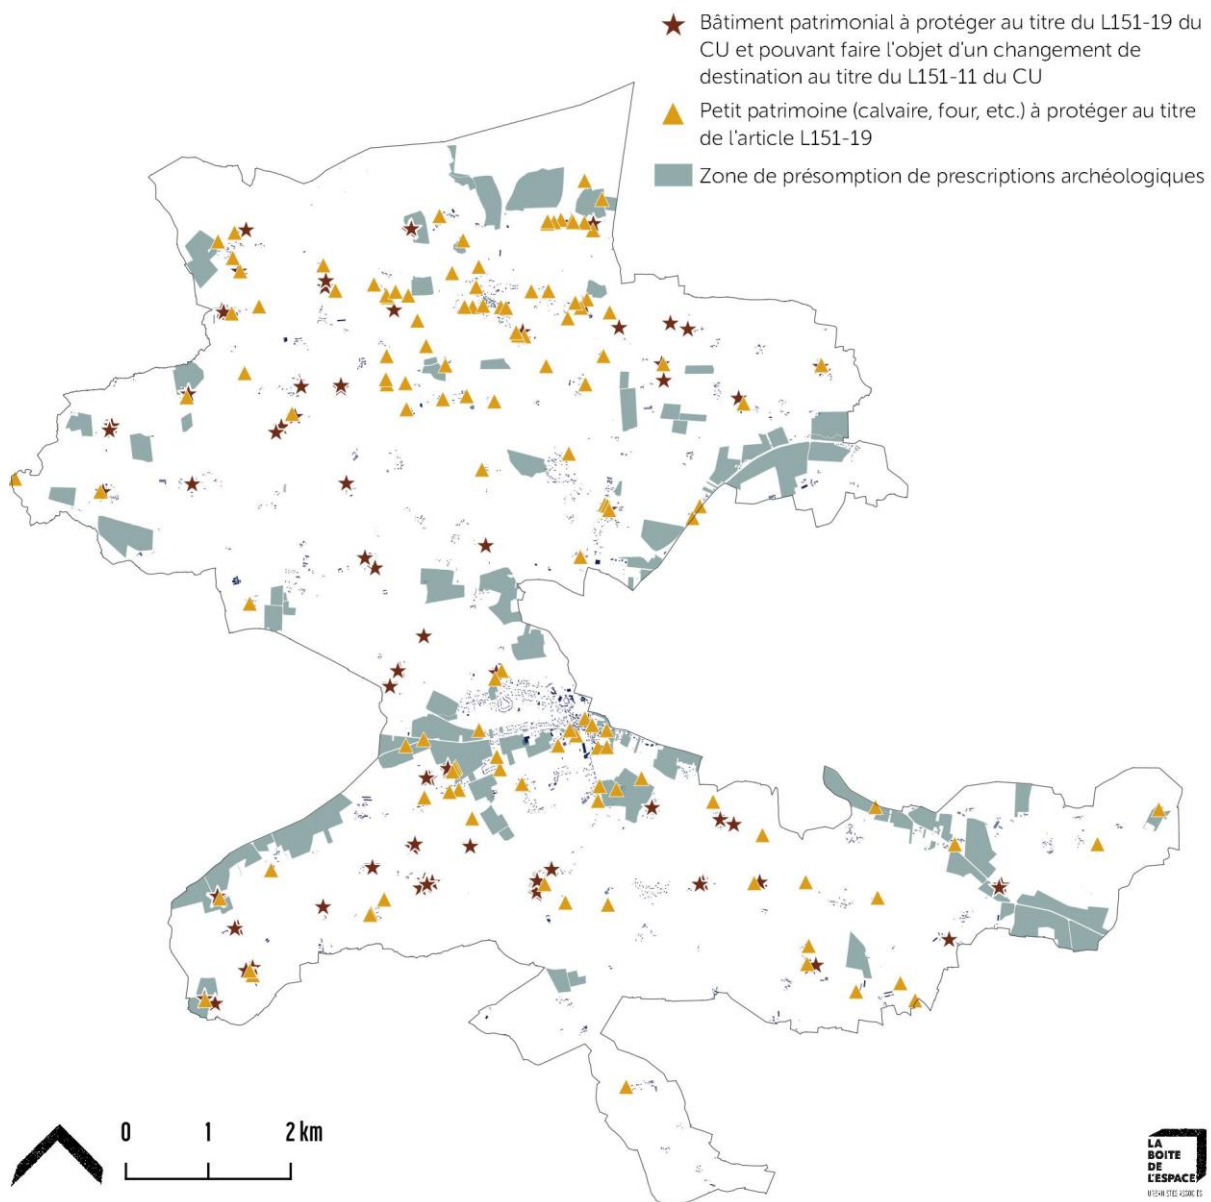 Bâtiment patrimonial à protéger au titre du L151-19 du
CU et pouvant faire l'objet d'un changement de
destination au titre du L151-11 du CU
Petit patrimoine (calvaire, four, etc.) à protéger au titre
de l'article L151-19
Zone de présomption de prescriptions archéologiques
0 1 2 km
LA
BOITE
DE
L'ESPACE
URBANISTES ASSOCIÉS